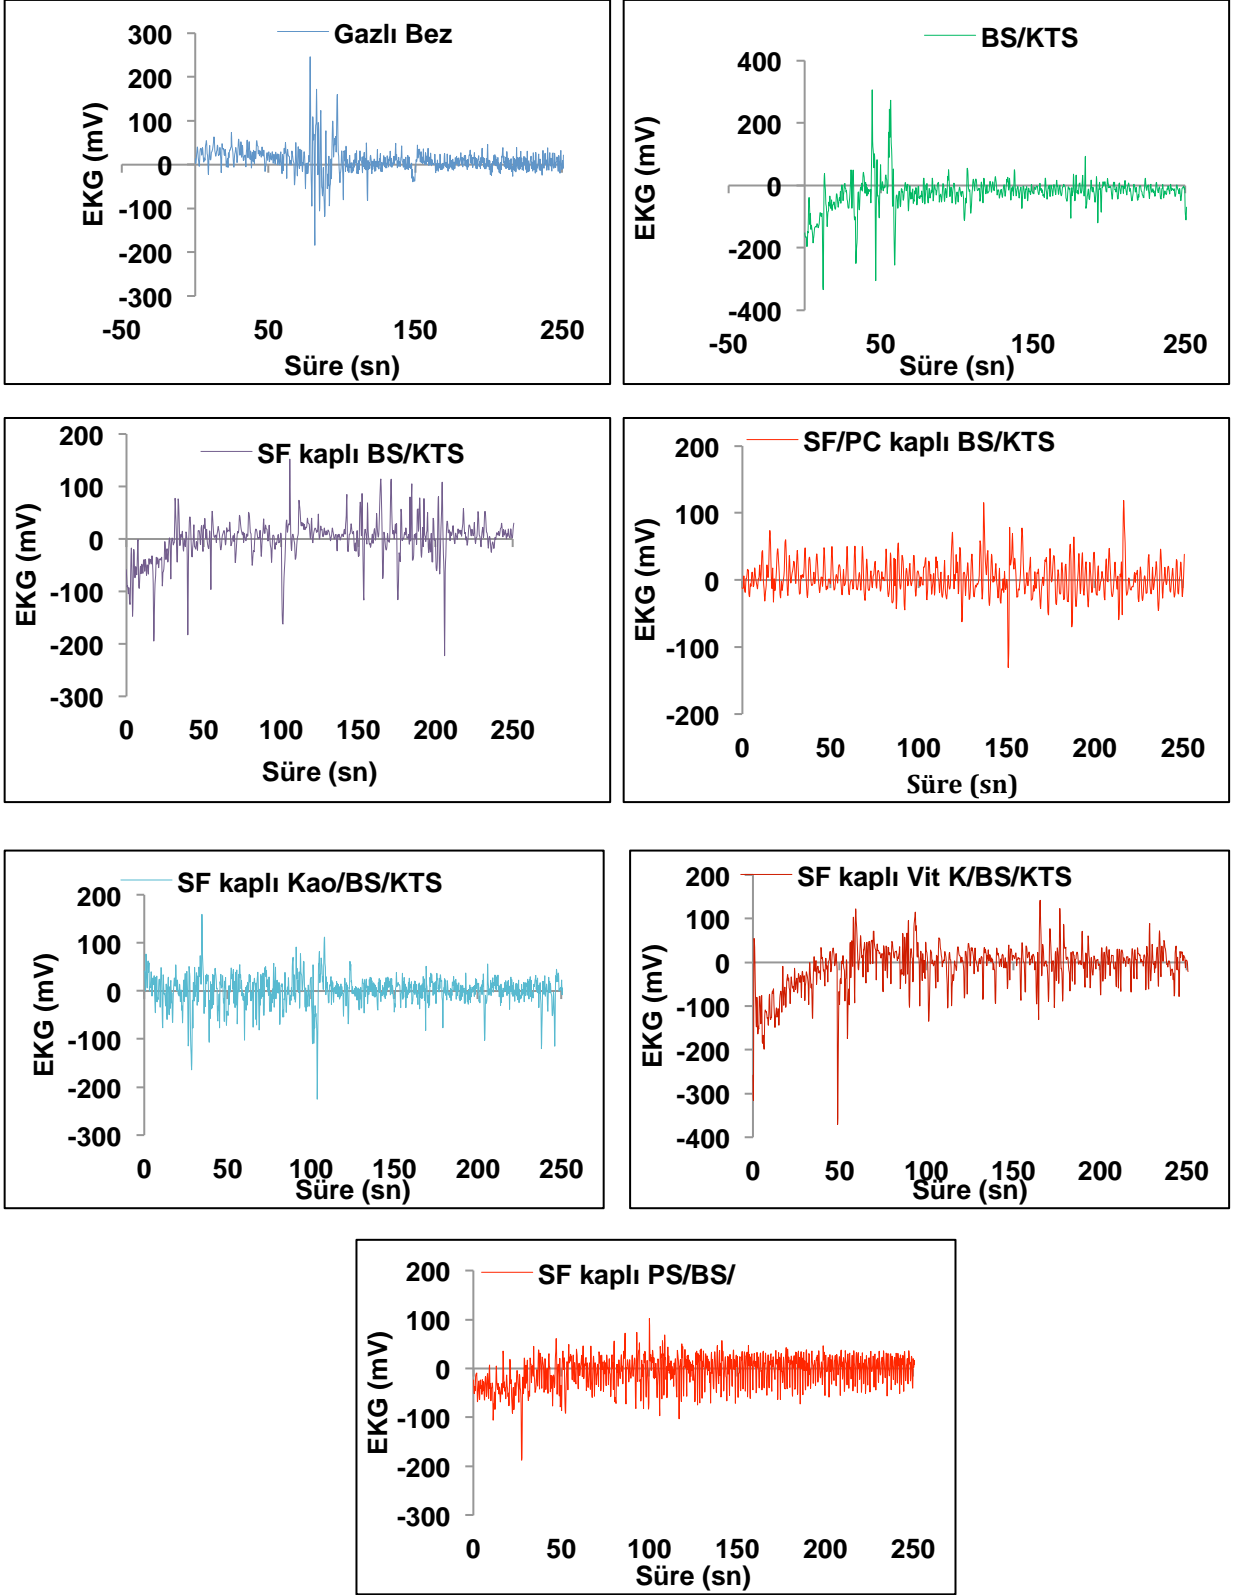 Gazlı Bez
300
200
100
0
-100
-200
-300
-50 50 150 250
EKG (mV)
Süre (sn)
BS/KTS
400
200
0
-200
-400
-50 50 150 250
EKG (mV)
Süre (sn)
SF kaplı BS/KTS
200
100
0
-100
-200
-300
0 50 100 150 200 250
EKG (mV)
Süre (sn)
SF/PC kaplı BS/KTS
200
100
0
-100
-200
0 50 100 150 200 250
EKG (mV)
Süre (sn)
SF kaplı Kao/BS/KTS
200
100
0
-100
-200
-300
0 50 100 150 200 250
EKG (mV)
Süre (sn)
SF kaplı Vit K/BS/KTS
200
100
0
-100
-200
-300
-400
0 50 100 150 200 250
EKG (mV)
Süre (sn)
SF kaplı PS/BS/
200
100
0
-100
-200
-300
0 50 100 150 200 250
EKG (mV)
Süre (sn)